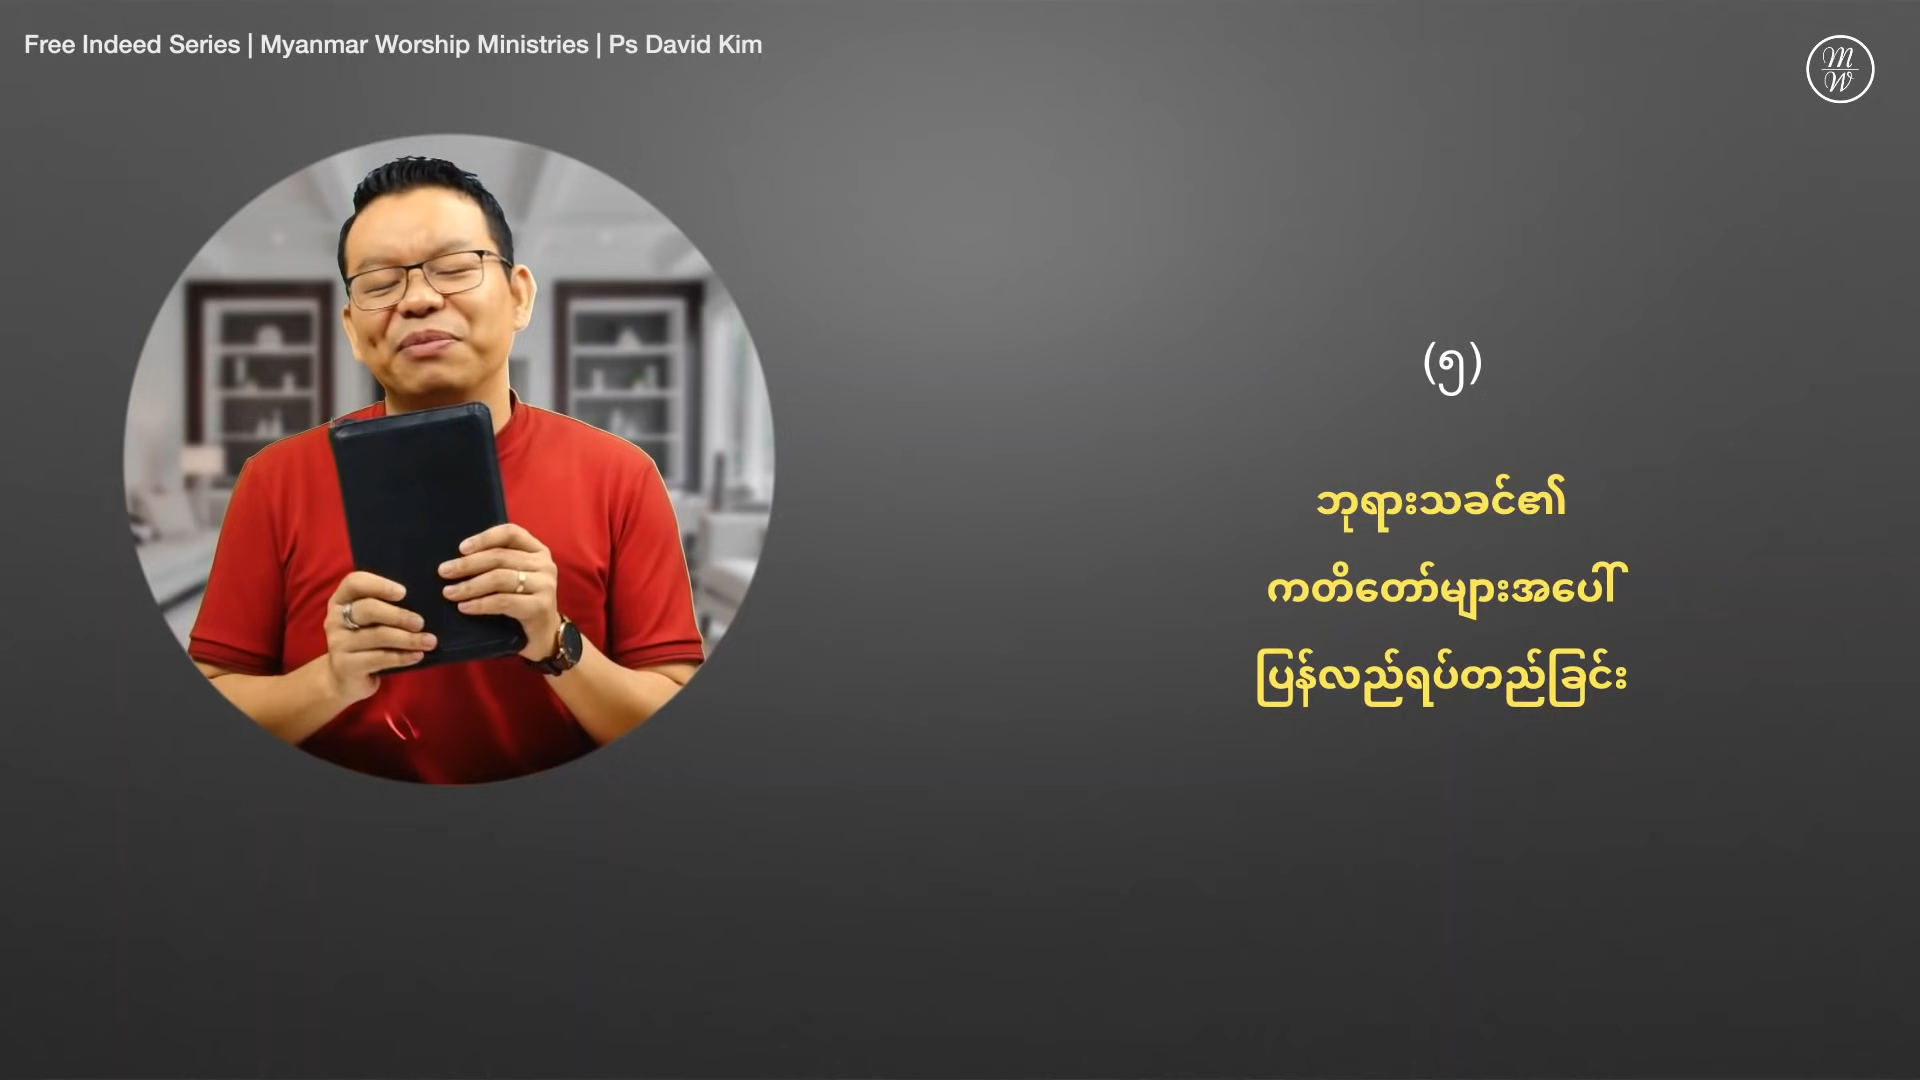 Free Indeed Series | Myanmar Worship Ministries | Ps David Kim
M
W
(၅)
ဘုရားသခင်၏
ကတိတော်များအပေါ်
ပြန်လည်ရပ်တည်ခြင်း